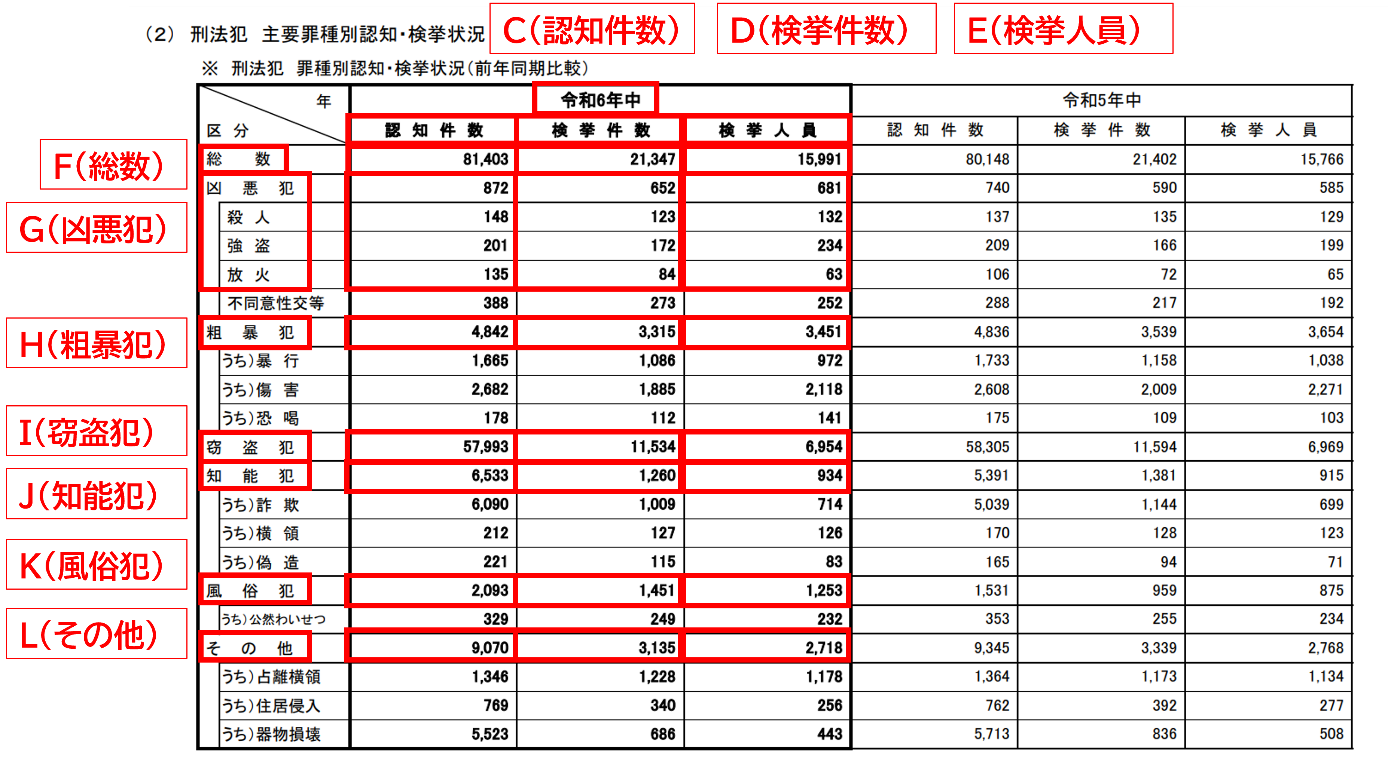 (2) 刑法犯 主要罪種別認知・検挙状況 C(認知件数) D(検挙件数) E(検挙人員)
※ 刑法犯 罪種別認知・検挙状況(前年同期比較)
年 令和6年中 令和5年中
区分 認知件数 検挙件数 検挙人員 認知件数 検挙件数 検挙人員
F(総数) 総数 81,403 21,347 15,991 80,148 21,402 15,766
凶悪犯 872 652 681 740 590 585
G(凶悪犯) 殺人 148 123 132 137 135 129
強盗 201 172 234 209 166 199
放火 135 84 63 106 72 65
不同意性交等 388 273 252 288 217 192
H(粗暴犯) 粗暴犯 4,842 3,315 3,451 4,836 3,539 3,654
うち)暴行 1,665 1,086 972 1,733 1,158 1,038
うち)傷害 2,682 1,885 2,118 2,608 2,009 2,271
うち)恐喝 178 112 141 175 109 103
I(窃盗犯) 窃盗犯 57,993 11,534 6,954 58,305 11,594 6,969
J(知能犯) 知能犯 6,533 1,260 934 5,391 1,381 915
うち)詐欺 6,090 1,009 714 5,039 1,144 699
うち)横領 212 127 126 170 128 123
うち)偽造 221 115 83 165 94 71
K(風俗犯) 風俗犯 2,093 1,451 1,253 1,531 959 875
うち)公然わいせつ 329 249 232 353 255 234
L(その他) その他 9,070 3,135 2,718 9,345 3,339 2,768
うち)占離横領 1,346 1,228 1,178 1,364 1,173 1,134
うち)住居侵入 769 340 256 762 392 277
うち)器物損壊 5,523 686 443 5,713 836 508